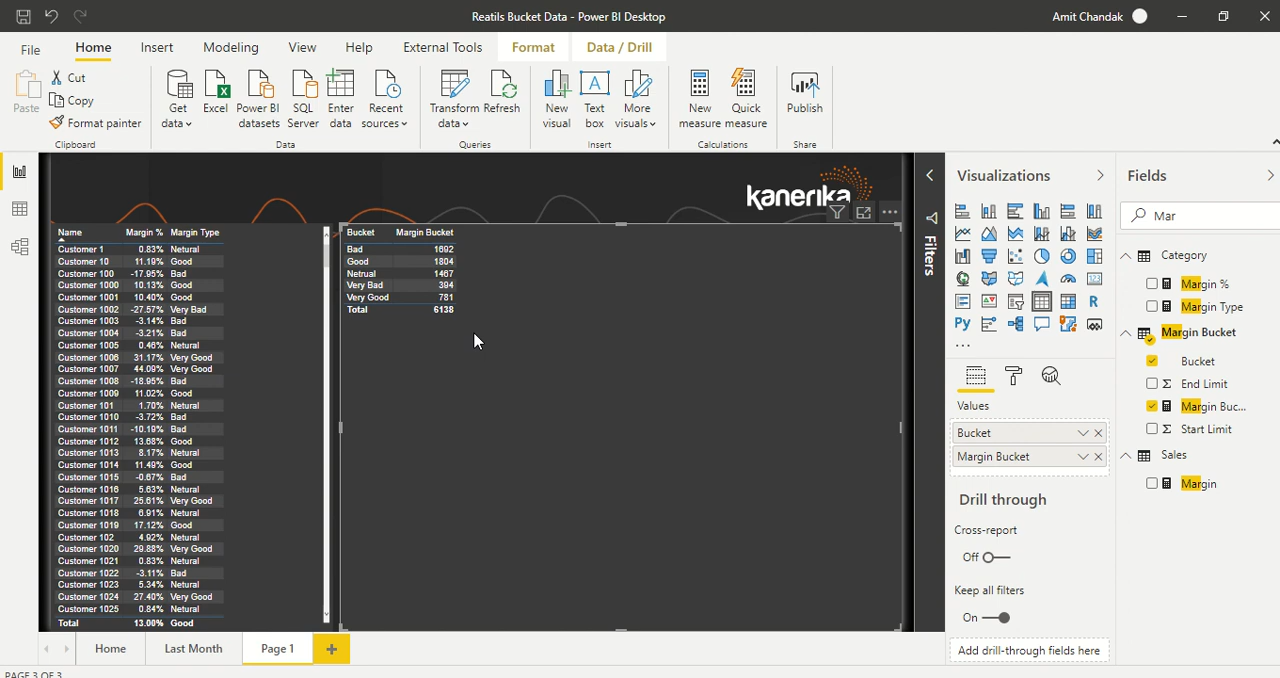 Reatils Bucket Data - Power BI Desktop
Amit Chandak
File Home Insert Modeling View Help External Tools Format Data / Drill
Paste
Cut
Copy
Format painter
Clipboard
Get data
Excel
Power BI datasets
SQL Server
Enter data
Recent sources
Data
Transform data
Refresh
Queries
New visual
Text box
More visuals
Insert
New measure
Quick measure
Calculations
Publish
Share
kanerika
Name Margin % Margin Type
Customer 1 0.83% Netural
Customer 10 11.19% Good
Customer 100 -17.95% Bad
Customer 1000 10.13% Good
Customer 1001 10.40% Good
Customer 1002 -27.57% Very Bad
Customer 1003 -3.14% Bad
Customer 1004 -3.21% Bad
Customer 1005 0.46% Netural
Customer 1006 31.17% Very Good
Customer 1007 44.09% Very Good
Customer 1008 -18.95% Bad
Customer 1009 11.02% Good
Customer 101 1.70% Netural
Customer 1010 -3.72% Bad
Customer 1011 -10.19% Bad
Customer 1012 13.68% Good
Customer 1013 8.17% Netural
Customer 1014 11.49% Good
Customer 1015 -0.67% Bad
Customer 1016 5.63% Netural
Customer 1017 25.61% Very Good
Customer 1018 6.91% Netural
Customer 1019 17.12% Good
Customer 102 4.92% Netural
Customer 1020 29.88% Very Good
Customer 1021 0.83% Netural
Customer 1022 -3.11% Bad
Customer 1023 5.34% Netural
Customer 1024 27.40% Very Good
Customer 1025 0.84% Netural
Total 13.00% Good
Bucket Margin Bucket
Bad 1692
Good 1804
Netrual 1467
Very Bad 394
Very Good 781
Total 6138
Filters
Visualizations
R
Py
Values
Bucket
Margin Bucket
Drill through
Cross-report
Off
Keep all filters
On
Add drill-through fields here
Fields
Mar
Category
Margin %
Margin Type
Margin Bucket
Bucket
End Limit
Margin Buc...
Start Limit
Sales
Margin
Home Last Month Page 1 +
PAGE 3 OF 3